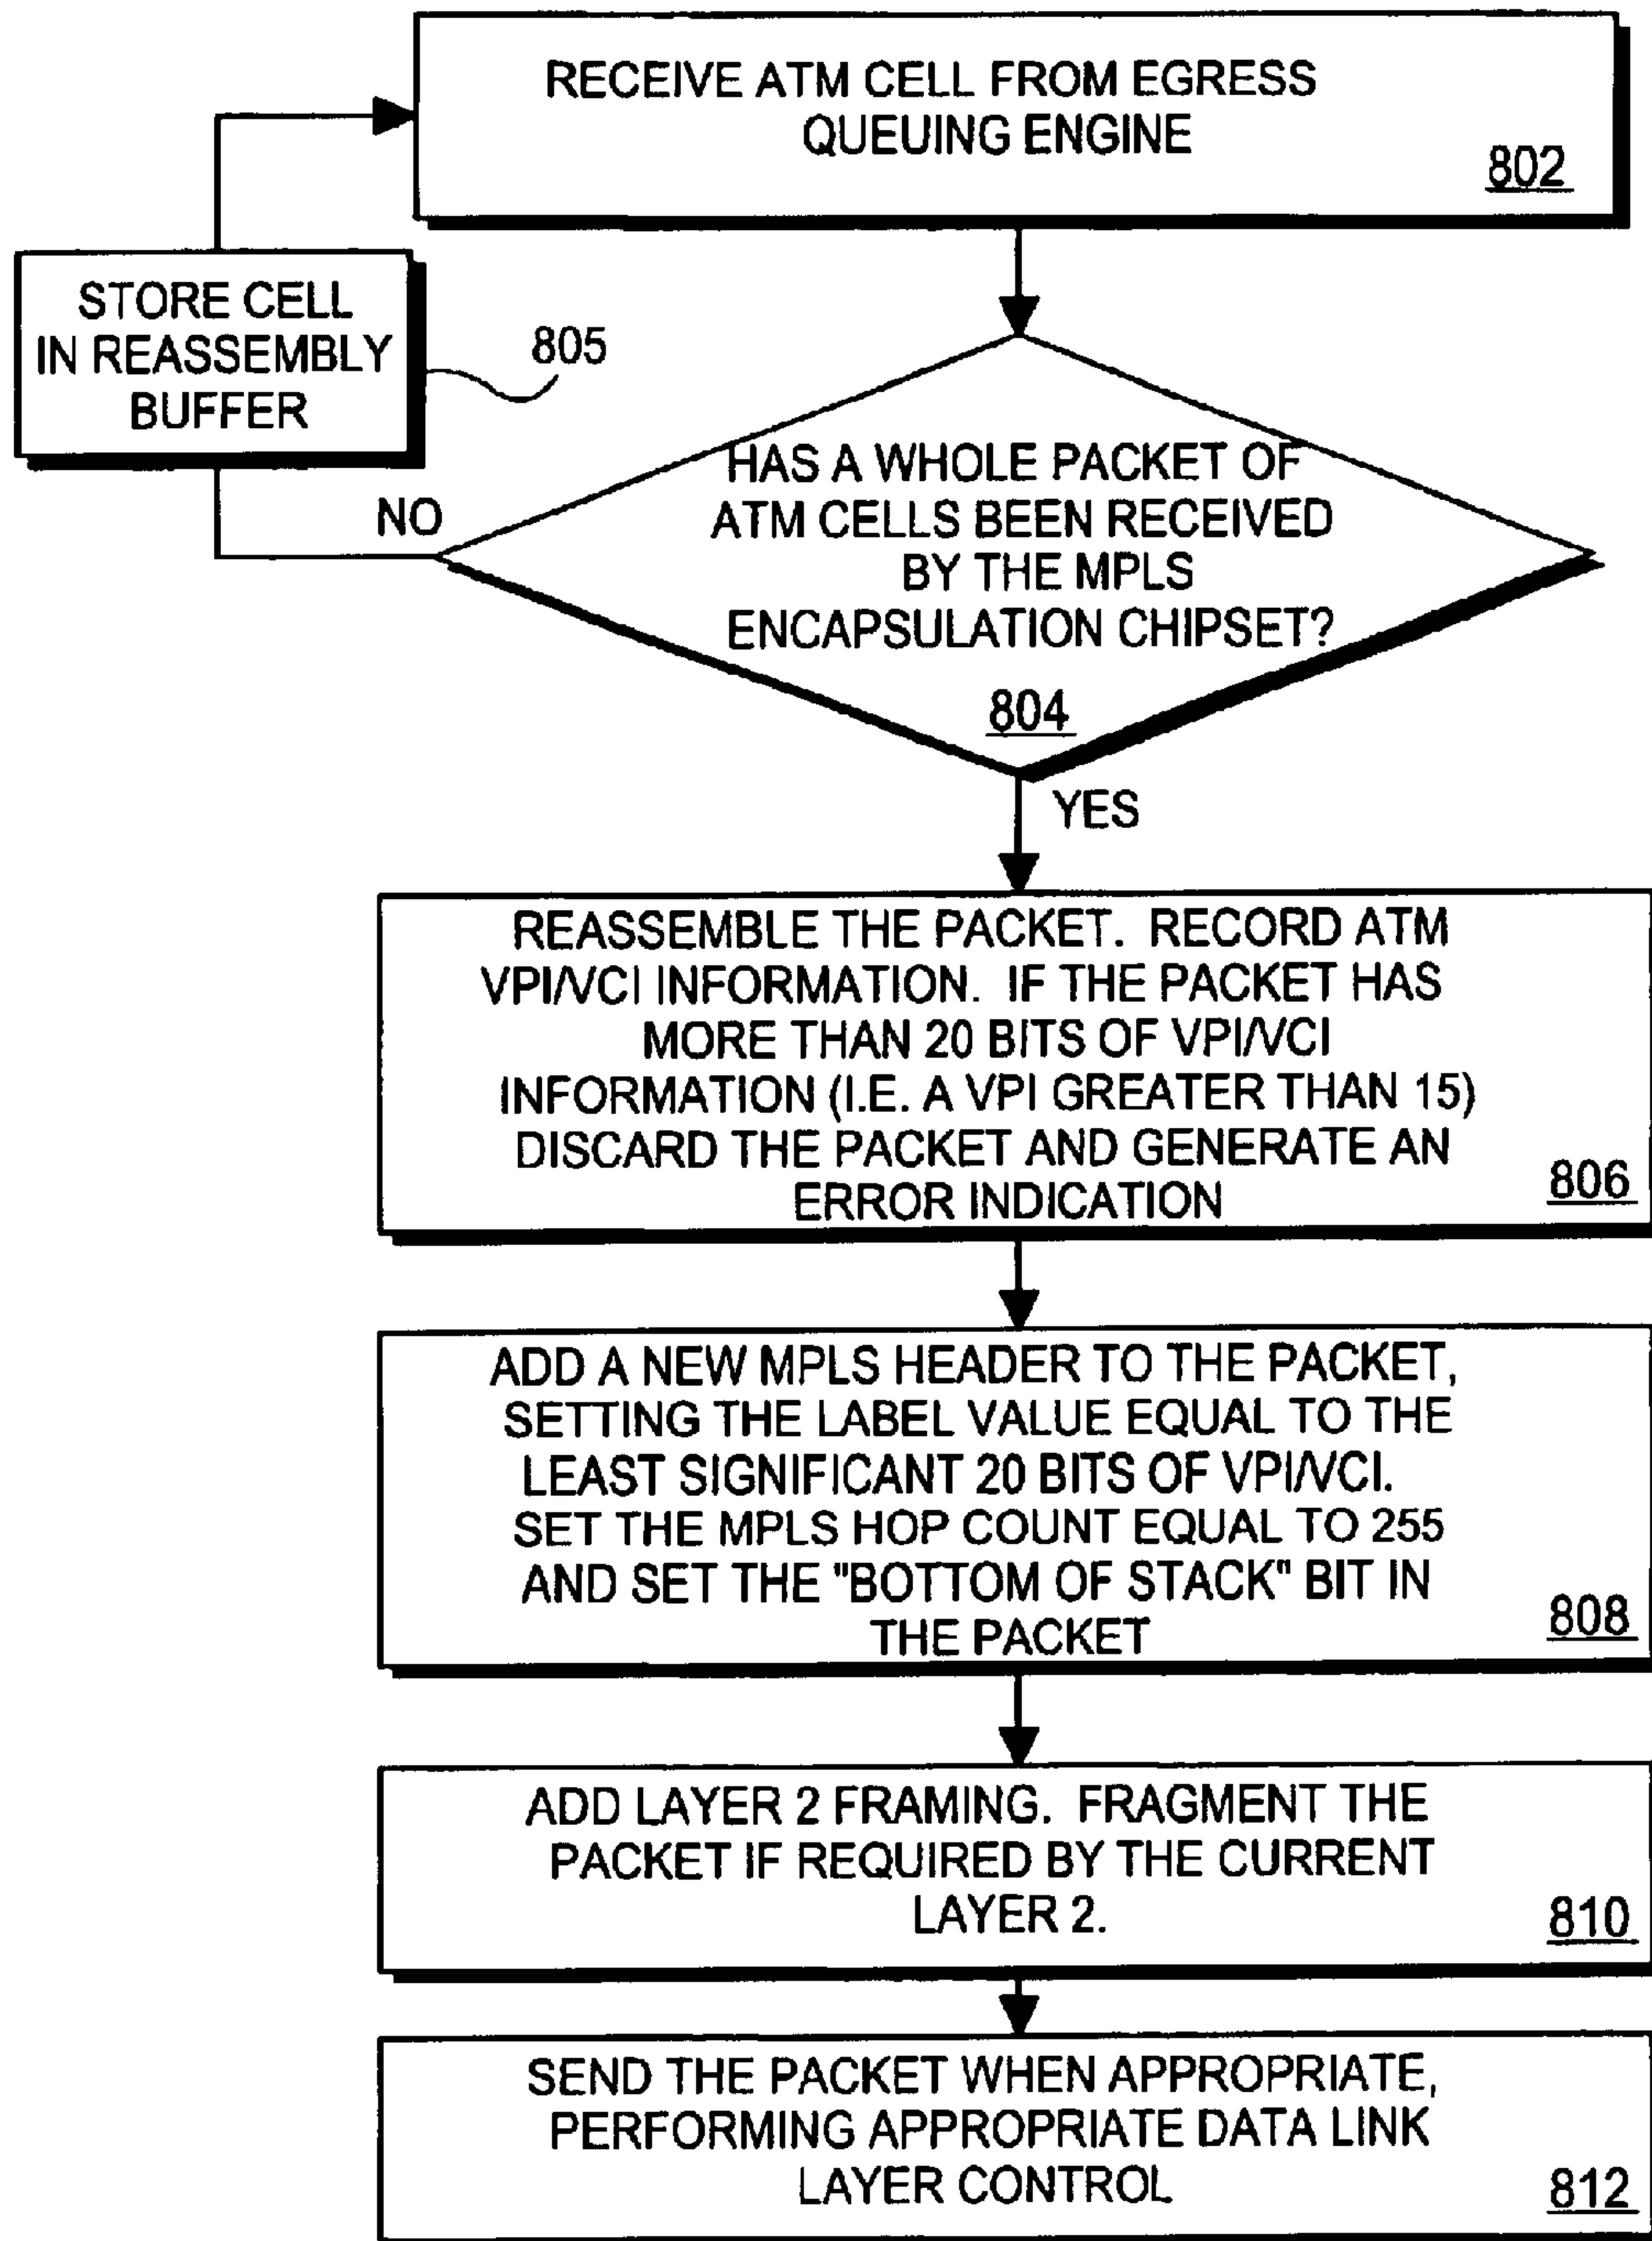 RECEIVE ATM CELL FROM EGRESS
QUEUING ENGINE
802
STORE CELL
IN REASSEMBLY
BUFFER
805
HAS A WHOLE PACKET OF
ATM CELLS BEEN RECEIVED
BY THE MPLS
ENCAPSULATION CHIPSET?
804
NO
YES
REASSEMBLE THE PACKET. RECORD ATM
VPI/VCI INFORMATION. IF THE PACKET HAS
MORE THAN 20 BITS OF VPI/VCI
INFORMATION (I.E. A VPI GREATER THAN 15)
DISCARD THE PACKET AND GENERATE AN
ERROR INDICATION
806
ADD A NEW MPLS HEADER TO THE PACKET,
SETTING THE LABEL VALUE EQUAL TO THE
LEAST SIGNIFICANT 20 BITS OF VPI/VCI.
SET THE MPLS HOP COUNT EQUAL TO 255
AND SET THE "BOTTOM OF STACK" BIT IN
THE PACKET
808
ADD LAYER 2 FRAMING. FRAGMENT THE
PACKET IF REQUIRED BY THE CURRENT
LAYER 2.
810
SEND THE PACKET WHEN APPROPRIATE,
PERFORMING APPROPRIATE DATA LINK
LAYER CONTROL
812